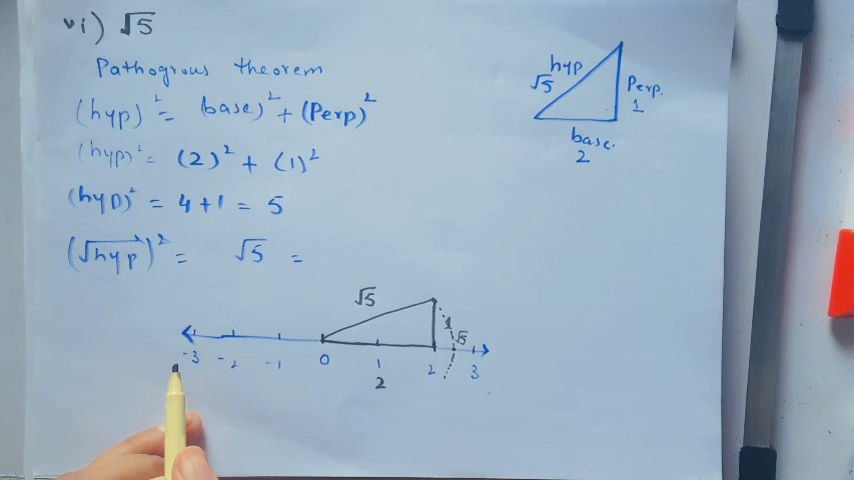 vi) √5
Pathogrous theorem
(hyp)² = (base)² + (Perp)²
(hyp)² = (2)² + (1)²
(hyp)² = 4+1 = 5
(√hyp)² = √5 =
hyp
√5
Perp.
1
base.
2
√5
1
√5
-3 -2 -1 0 1 2 3
2